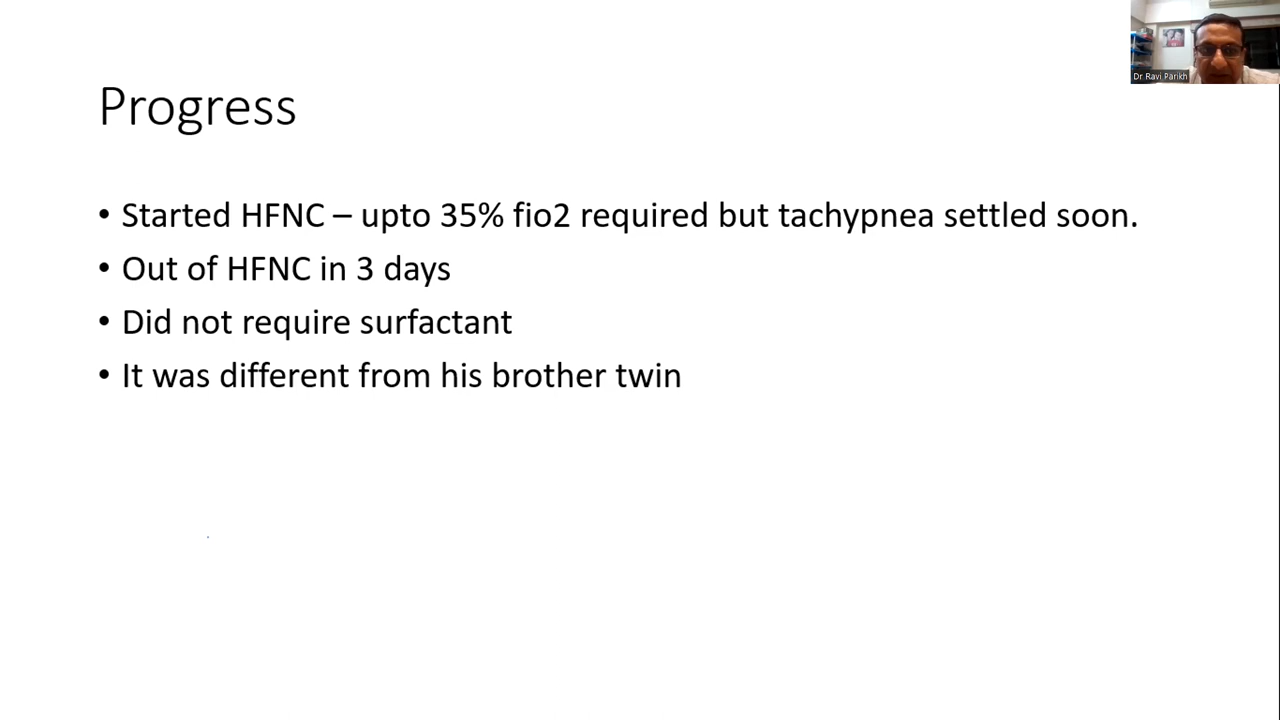 Dr Ravi Parikh
Progress
• Started HFNC – upto 35% fio2 required but tachypnea settled soon.
• Out of HFNC in 3 days
• Did not require surfactant
• It was different from his brother twin